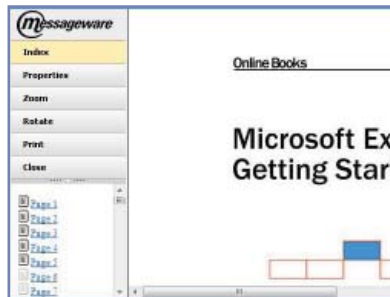 Messageware
Index
Properties
Zoom
Rotate
Print
Close
Page 1
Page 2
Page 3
Page 4
Page 5
Page 6
Page 7
Online Books
Microsoft Ex
Getting Star